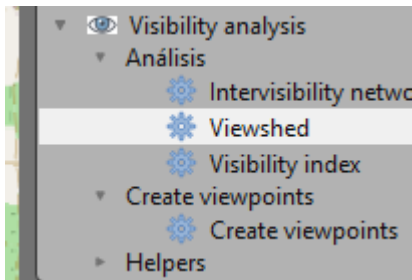 Visibility analysis
Análisis
Intervisibility netwo
Viewshed
Visibility index
Create viewpoints
Create viewpoints
Helpers